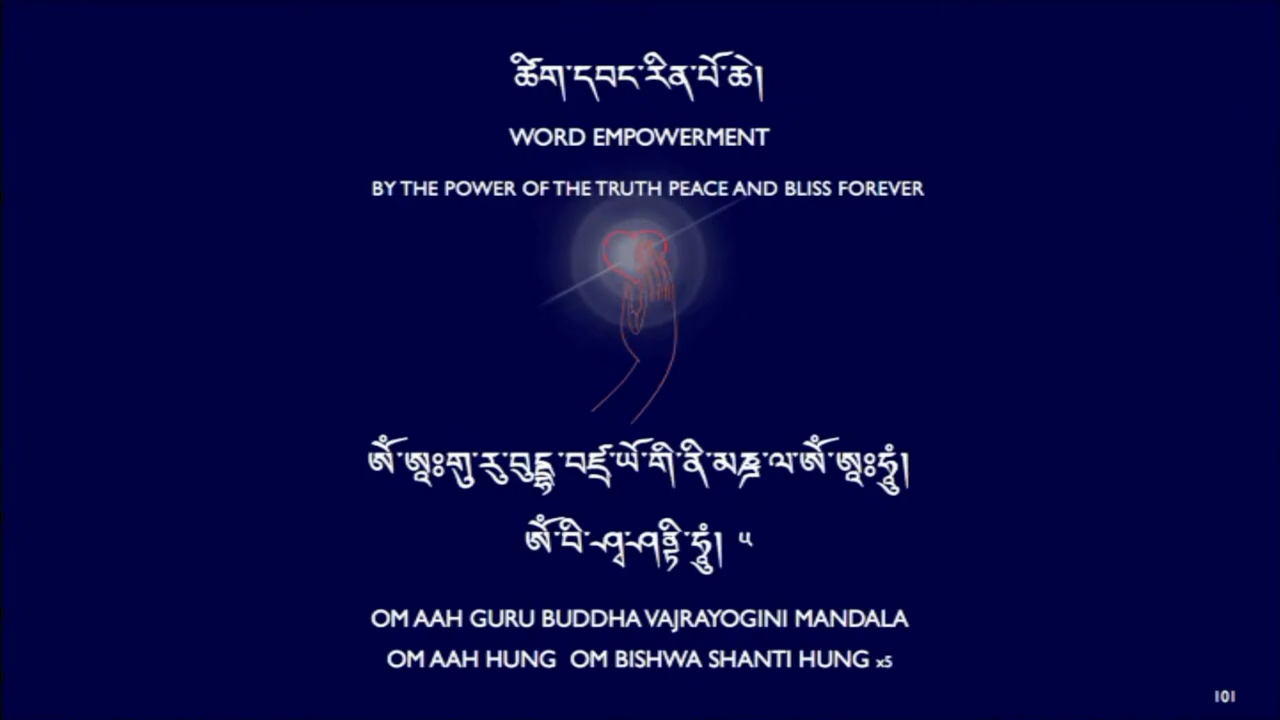 ཚིག་དབང་རིན་པོ་ཆེ།
WORD EMPOWERMENT
BY THE POWER OF THE TRUTH PEACE AND BLISS FOREVER
ཨོཾ་ཨཱཿགུ་རུ་བུདྡྷ་བཛྲ་ཡོ་གི་ནི་མཎྜ་ལ་ཨོཾ་ཨཱཿཧཱུྃ།
ཨོཾ་བི་ཤྭ་ཤནྟི་ཧཱུྃ། ༥
OM AAH GURU BUDDHA VAJRAYOGINI MANDALA
OM AAH HUNG OM BISHWA SHANTI HUNG x5
101